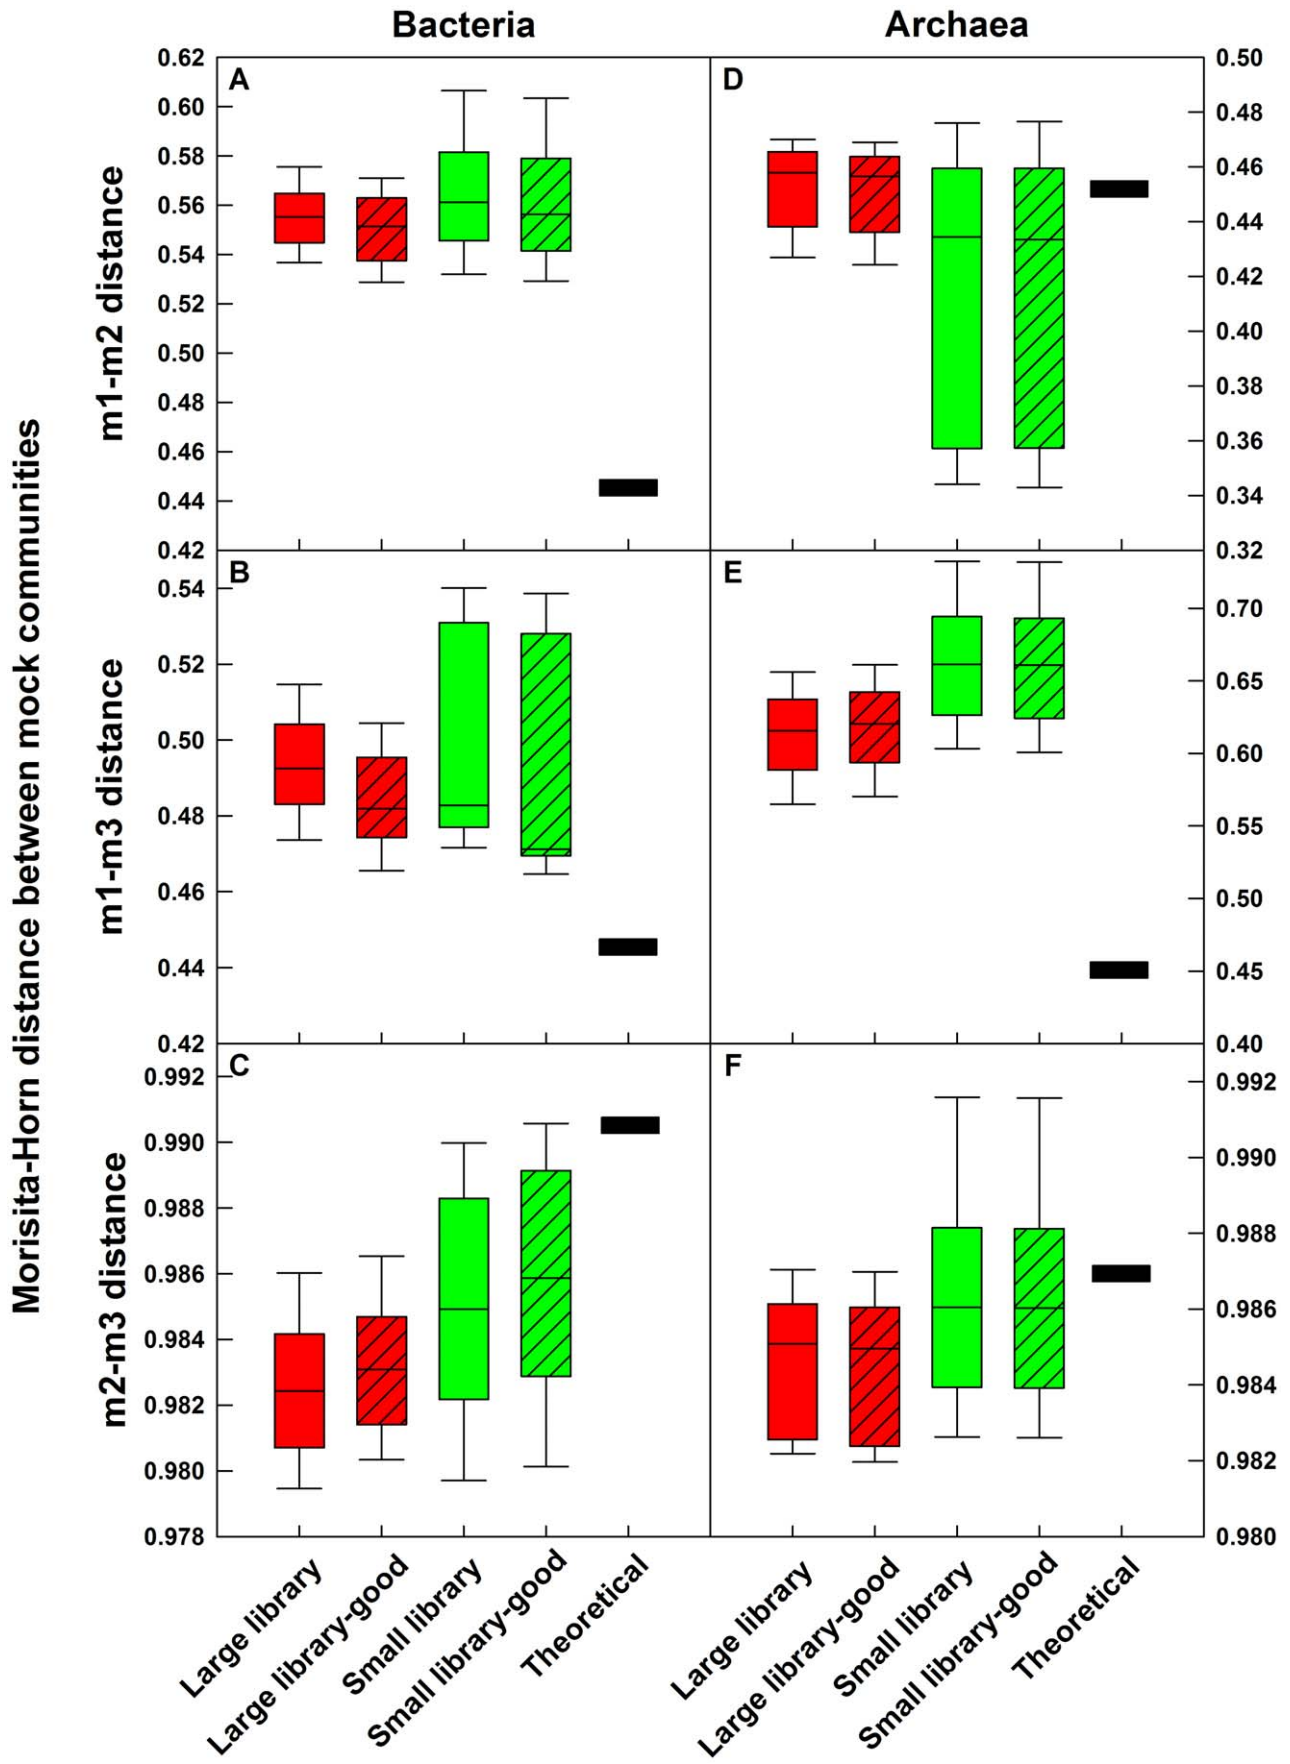 Bacteria
Archaea
Morisita-Horn distance between mock communities
m1-m2 distance
A
0.62
0.60
0.58
0.56
0.54
0.52
0.50
0.48
0.46
0.44
0.42
D
0.50
0.48
0.46
0.44
0.42
0.40
0.38
0.36
0.34
0.32
m1-m3 distance
B
0.54
0.52
0.50
0.48
0.46
0.44
0.42
E
0.70
0.65
0.60
0.55
0.50
0.45
0.40
m2-m3 distance
C
0.992
0.990
0.988
0.986
0.984
0.982
0.980
0.978
F
0.992
0.990
0.988
0.986
0.984
0.982
0.980
Large library
Large library-good
Small library
Small library-good
Theoretical
Large library
Large library-good
Small library
Small library-good
Theoretical